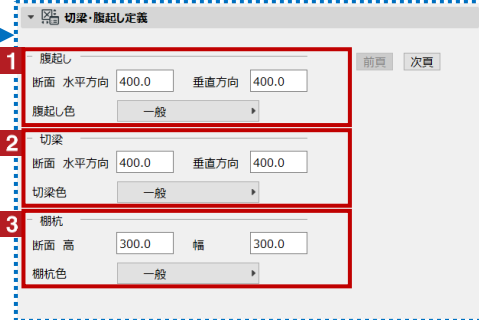 切梁・腹起し定義
1 腹起し
断面 水平方向 400.0 垂直方向 400.0
腹起し色 一般
前頁 次頁
2 切梁
断面 水平方向 400.0 垂直方向 400.0
切梁色 一般
3 棚杭
断面 高 300.0 幅 300.0
棚杭色 一般